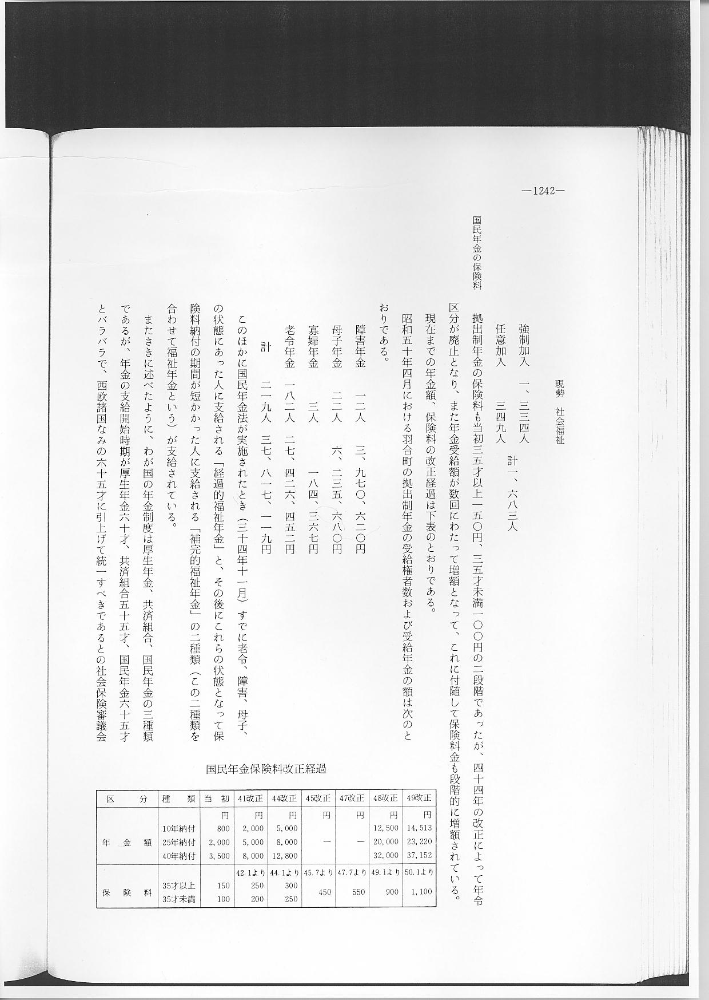 —1242—
現勢 社会福祉
強制加入 一、三三四人
任意加入 三四九人
計一、六八三人
国民年金の保険料
拠出制年金の保険料も当初三五才以上一五〇円、三五才未満一〇〇円の二段階であったが、四十四年の改正によって年令
区分が廃止となり、また年金受給額が数回にわたって増額となって、これに付随して保険料金も段階的に増額されている。
現在までの年金額、保険料の改正経過は下表のとおりである。
昭和五十年四月における羽合町の拠出制年金の受給権者数および受給年金の額は次のと
おりである。
障害年金 一二人 三、九七〇、六二〇円
母子年金 二二人 六、二三五、六八〇円
寡婦年金 三人 一八四、三六七円
老令年金 一八二人 二七、四二六、四五二円
計 二一九人 三七、八一七、一一九円
このほかに国民年金法が実施されたとき（三十四年十一月）すでに老令、障害、母子、
の状態にあった人に支給される「経過的福祉年金」と、その後にこれらの状態となって保
険料納付の期間が短かかった人に支給される「補完的福祉年金」の二種類（この二種類を
合わせて福祉年金という）が支給されている。
またさきに述べたように、わが国の年金制度は厚生年金、共済組合、国民年金の三種類
であるが、年金の支給開始時期が厚生年金六十才、共済組合五十五才、国民年金六十五才
とバラバラで、西欧諸国なみの六十五才に引上げて統一すべきであるとの社会保険審議会
国民年金保険料改正経過
区 分 種 類 当 初 41改正 44改正 45改正 47改正 48改正 49改正
円 円 円 円 円 円 円
10年納付 800 2,000 5,000 12,500 14,513
年 金 額 25年納付 2,000 5,000 8,000 — — 20,000 23,220
40年納付 3,500 8,000 12,800 32,000 37,152
42.1より 44.1より 45.7より 47.7より 49.1より 50.1より
35才以上 150 250 300
保 険 料 450 550 900 1,100
35才未満 100 200 250